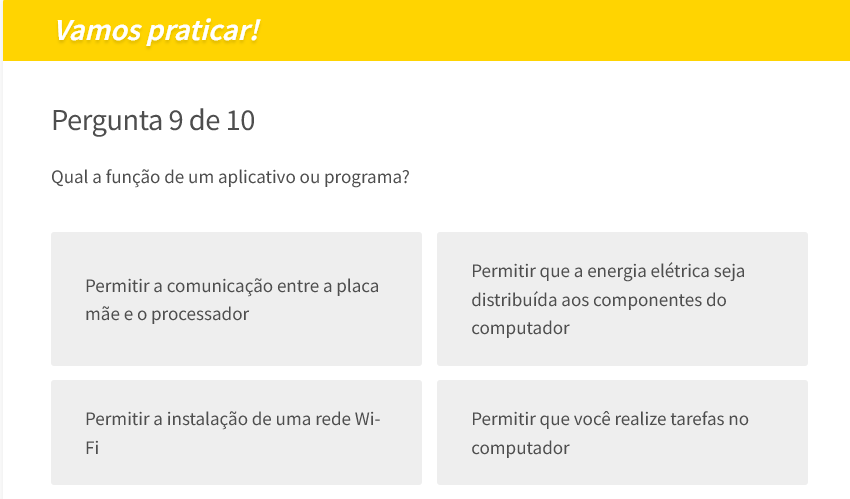 Vamos praticar!
Pergunta 9 de 10
Qual a função de um aplicativo ou programa?
Permitir a comunicação entre a placa
mãe e o processador
Permitir que a energia elétrica seja
distribuída aos componentes do
computador
Permitir a instalação de uma rede Wi-
Fi
Permitir que você realize tarefas no
computador